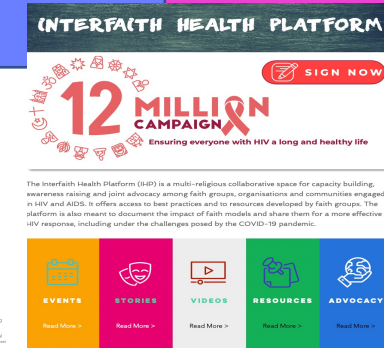 INTERFAITH HEALTH PLATFORM
SIGN NOW
12 MILLION
CAMPAIGN
Ensuring everyone with HIV a long and healthy life
The Interfaith Health Platform (IHP) is a multi-religious collaborative space for capacity building,
awareness raising and joint advocacy among faith groups, organisations and communities engaged
in HIV and AIDS. It offers access to best practices and to resources developed by faith groups. The
platform is also meant to document the impact of faith models and share them for a more effective
HIV response, including under the challenges posed by the COVID-19 pandemic.
EVENTS STORIES VIDEOS RESOURCES ADVOCACY
Read More > Read More > Read More > Read More > Read More >